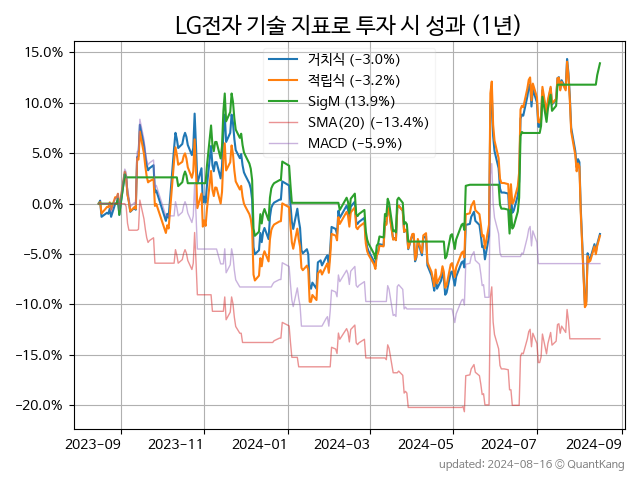 LG전자 기술 지표로 투자 시 성과 (1년)
15.0%
10.0%
5.0%
0.0%
−5.0%
−10.0%
−15.0%
−20.0%
거치식 (−3.0%)
적립식 (−3.2%)
SigM (13.9%)
SMA(20) (−13.4%)
MACD (−5.9%)
2023-09
2023-11
2024-01
2024-03
2024-05
2024-07
2024-09
updated: 2024-08-16 © QuantKang